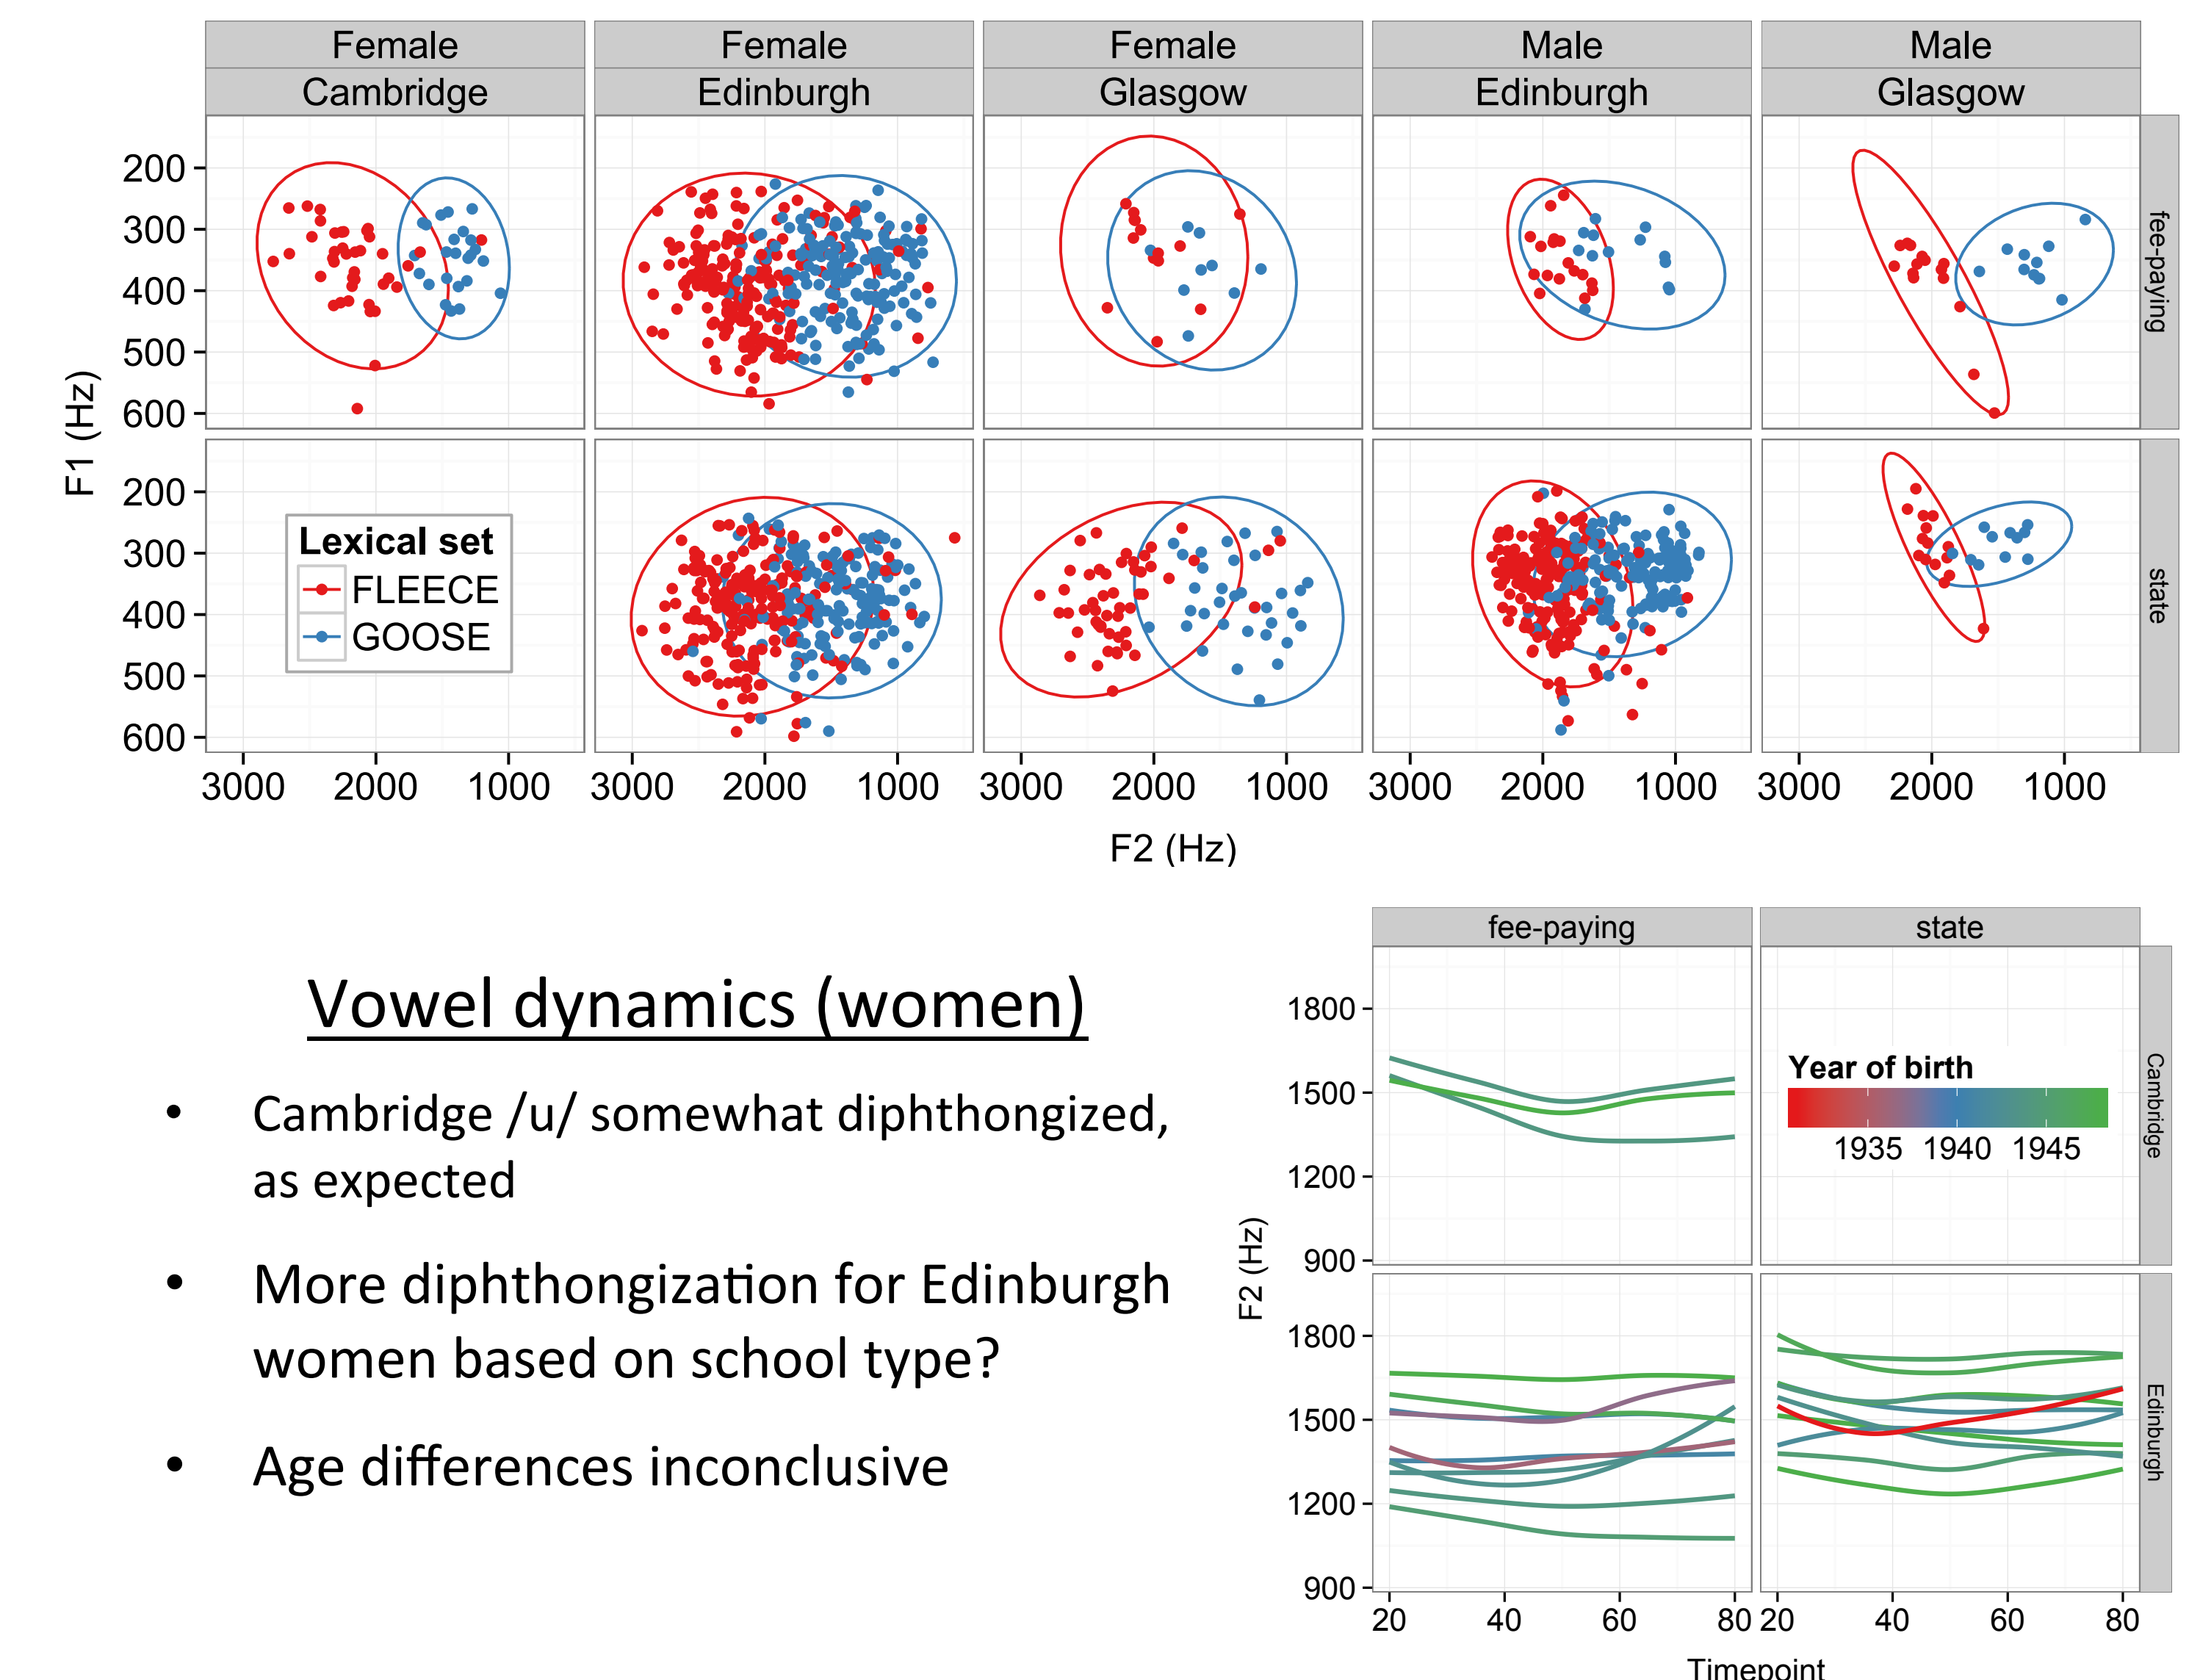 Female Female Female Male Male
Cambridge Edinburgh Glasgow Edinburgh Glasgow
200
300
400
500
600
fee-paying
F1 (Hz)
200
300
400
500
600
state
Lexical set
FLEECE
GOOSE
3000 2000 1000 3000 2000 1000 3000 2000 1000 3000 2000 1000 3000 2000 1000
F2 (Hz)
Vowel dynamics (women)
• Cambridge /u/ somewhat diphthongized,
as expected
• More diphthongization for Edinburgh
women based on school type?
• Age differences inconclusive
fee-paying state
1800
1500
1200
900
Cambridge
Year of birth
1935 1940 1945
F2 (Hz)
1800
1500
1200
900
Edinburgh
20 40 60 80 20 40 60 80
Timepoint